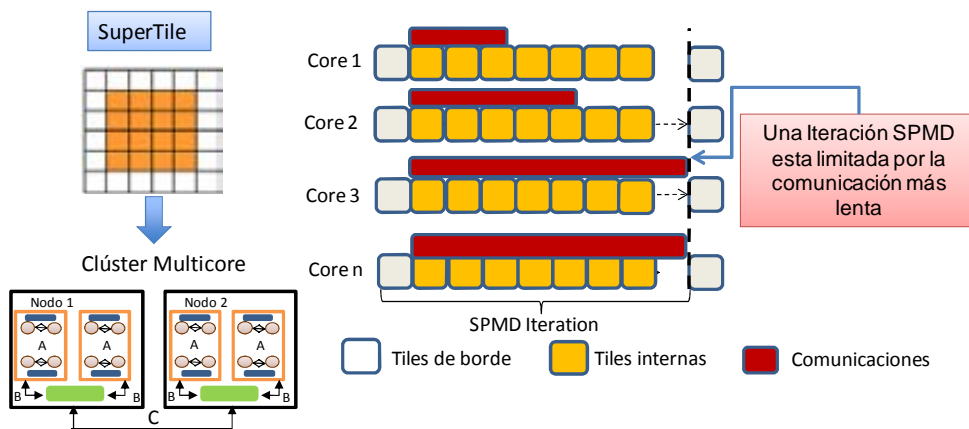 SuperTile
Clúster Multicore
Nodo 1
Nodo 2
A
A
A
A
B
B
B
B
C
Core 1
Core 2
Core 3
Core n
SPMD Iteration
Una Iteración SPMD
esta limitada por la
comunicación más
lenta
Tiles de borde
Tiles internas
Comunicaciones